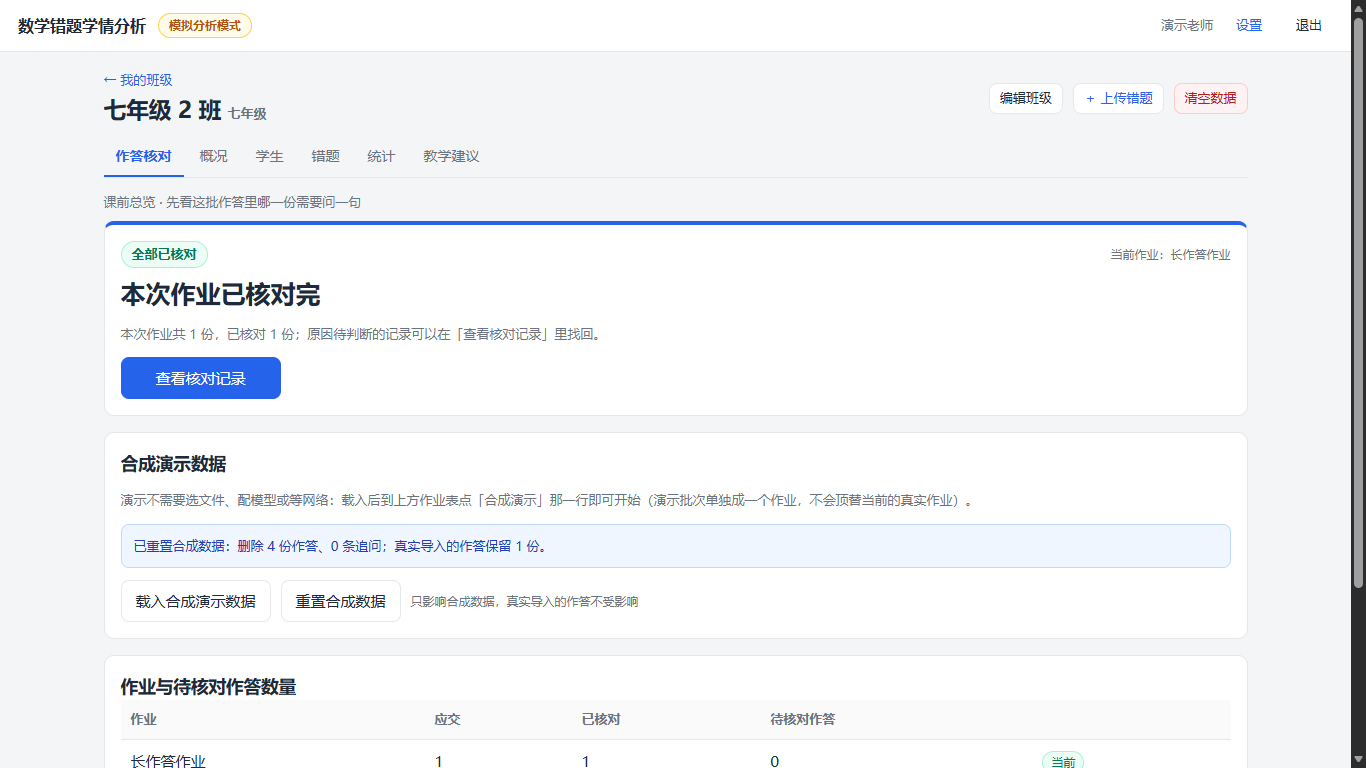 数学错题学情分析 模拟分析模式 演示老师 设置 退出
← 我的班级
七年级 2 班 七年级 编辑班级 + 上传错题 清空数据
作答核对 概况 学生 错题 统计 教学建议
课前总览 · 先看这批作答里哪一份需要问一句
全部已核对 当前作业：长作答作业
本次作业已核对完
本次作业共 1 份，已核对 1 份；原因待判断的记录可以在「查看核对记录」里找回。
查看核对记录
合成演示数据
演示不需要选文件、配模型或等网络：载入后到上方作业表点「合成演示」那一行即可开始（演示批次单独成一个作业，不会顶替当前的真实作业）。
已重置合成数据：删除 4 份作答、0 条追问；真实导入的作答保留 1 份。
载入合成演示数据 重置合成数据 只影响合成数据，真实导入的作答不受影响
作业与待核对作答数量
作业 应交 已核对 待核对作答
长作答作业 1 1 0 当前